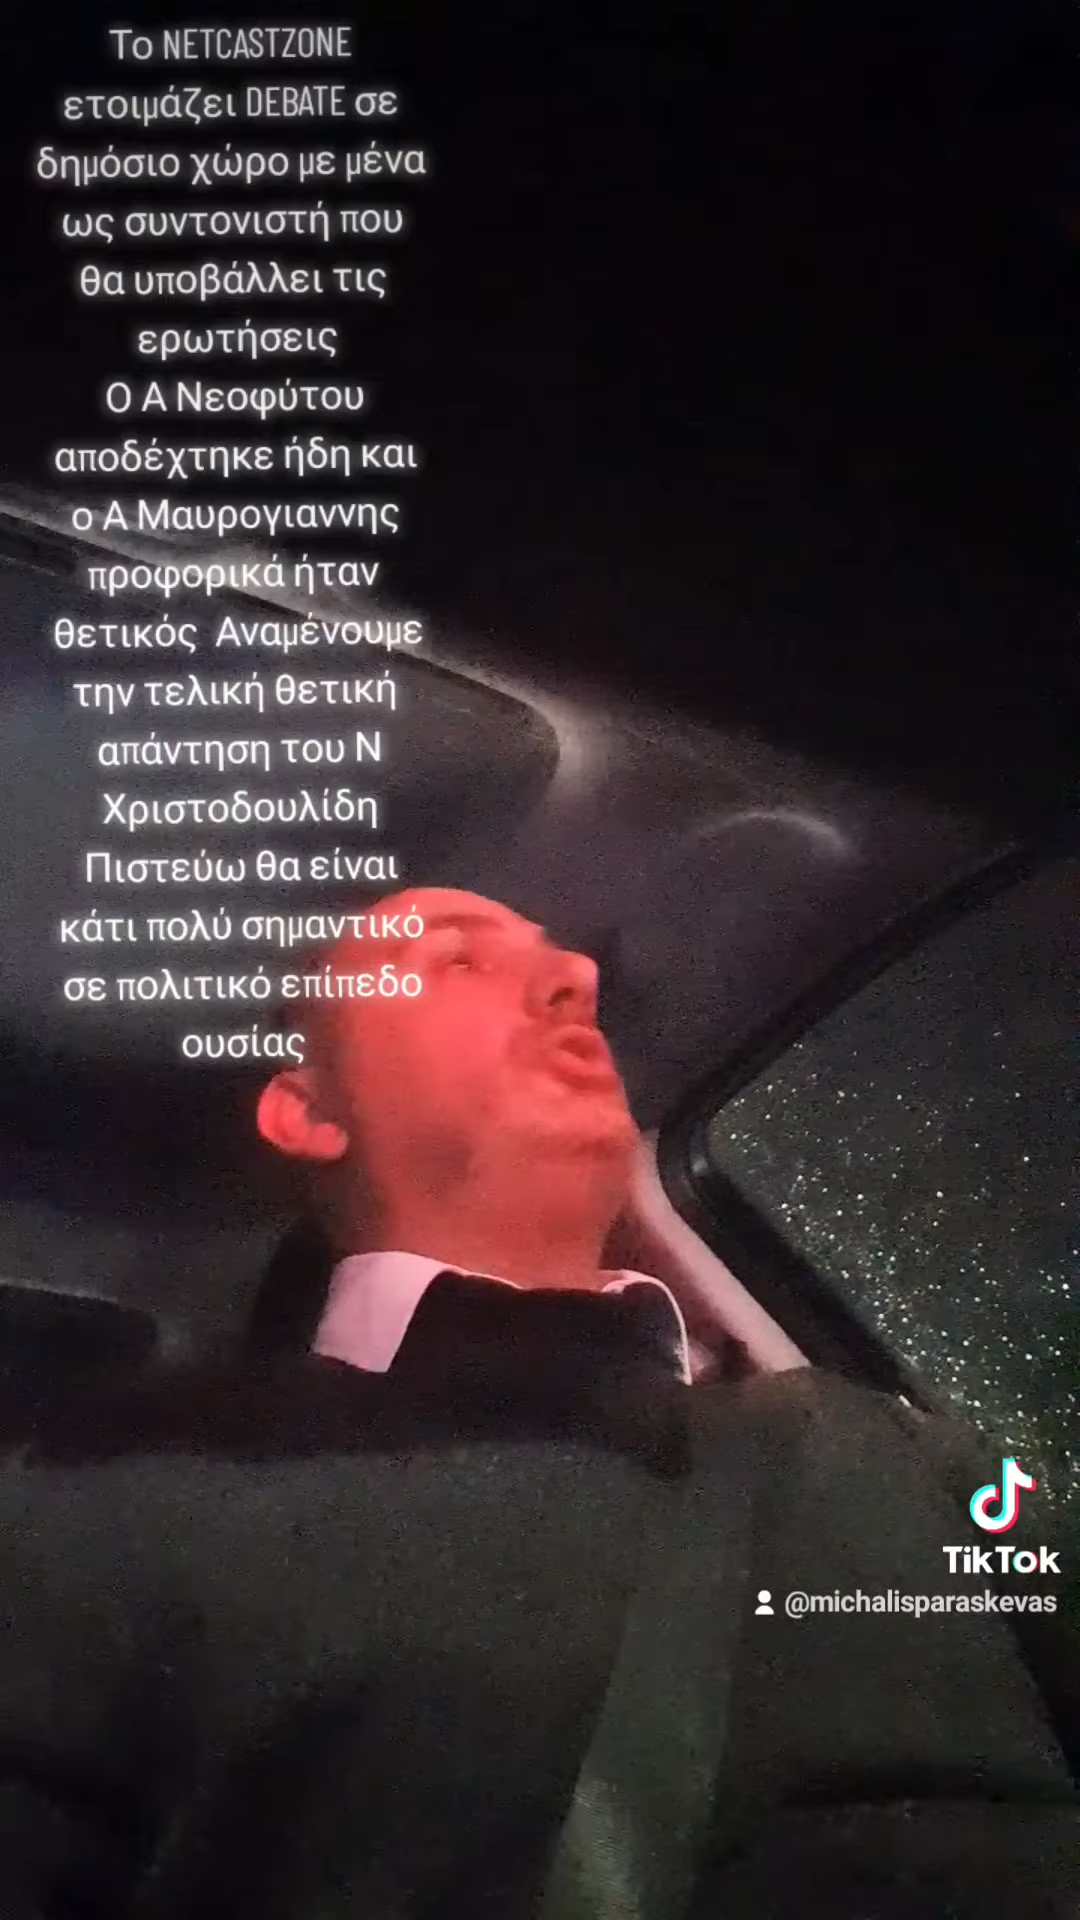 Το NETCASTZONE
ετοιμάζει DEBATE σε
δημόσιο χώρο με μένα
ως συντονιστή που
θα υποβάλλει τις
ερωτήσεις
Ο Α Νεοφύτου
αποδέχτηκε ήδη και
ο Α Μαυρογιαννης
προφορικά ήταν
θετικός Αναμένουμε
την τελική θετική
απάντηση του Ν
Χριστοδουλίδη
Πιστεύω θα είναι
κάτι πολύ σημαντικό
σε πολιτικό επίπεδο
ουσίας
TikTok
@michalisparaskevas